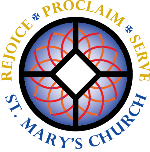 REJOICE ✠ PROCLAIM ✠ SERVE
ST. MARY'S CHURCH